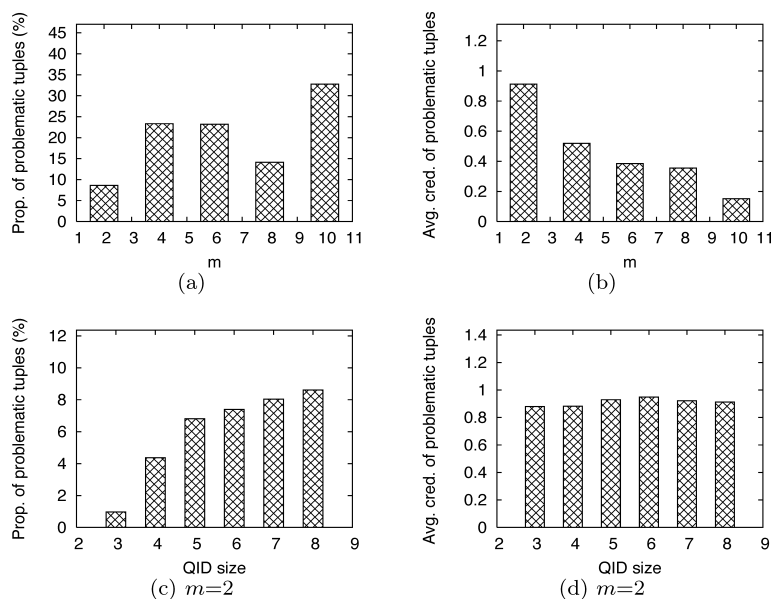 Prop. of problematic tuples (%)
45
40
35
30
25
20
15
10
5
0
1 2 3 4 5 6 7 8 9 10 11
m
(a)
Avg. cred. of problematic tuples
1.2
1
0.8
0.6
0.4
0.2
0
1 2 3 4 5 6 7 8 9 10 11
m
(b)
Prop. of problematic tuples (%)
12
10
8
6
4
2
0
2 3 4 5 6 7 8 9
QID size
(c) m=2
Avg. cred. of problematic tuples
1.4
1.2
1
0.8
0.6
0.4
0.2
0
2 3 4 5 6 7 8 9
QID size
(d) m=2